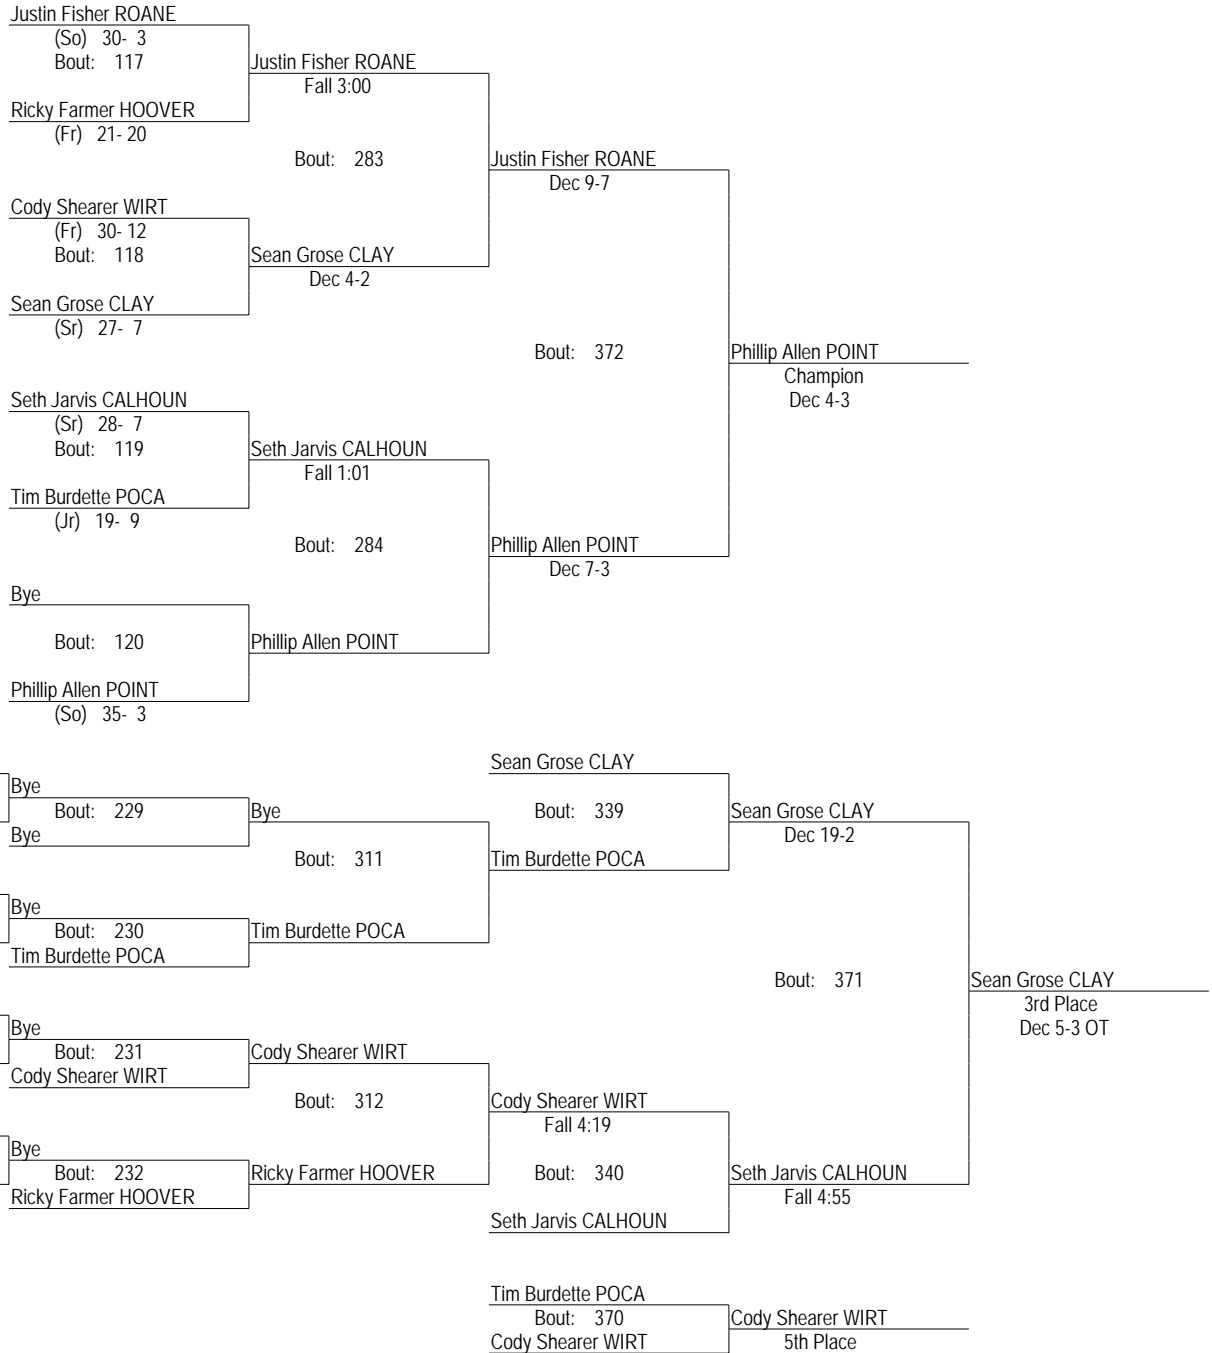 Justin Fisher ROANE
(So) 30- 3
Bout: 117
Justin Fisher ROANE
Fall 3:00
Ricky Farmer HOOVER
(Fr) 21- 20
Bout: 283
Justin Fisher ROANE
Dec 9-7
Cody Shearer WIRT
(Fr) 30- 12
Bout: 118
Sean Grose CLAY
Dec 4-2
Sean Grose CLAY
(Sr) 27- 7
Bout: 372
Phillip Allen POINT
Champion
Dec 4-3
Seth Jarvis CALHOUN
(Sr) 28- 7
Bout: 119
Seth Jarvis CALHOUN
Fall 1:01
Tim Burdette POCA
(Jr) 19- 9
Bout: 284
Phillip Allen POINT
Dec 7-3
Bye
Bout: 120
Phillip Allen POINT
Phillip Allen POINT
(So) 35- 3
Sean Grose CLAY
Bye
Bout: 229
Bye
Bout: 339
Sean Grose CLAY
Dec 19-2
Bye
Bout: 311
Tim Burdette POCA
Bye
Bout: 230
Tim Burdette POCA
Tim Burdette POCA
Bout: 371
Sean Grose CLAY
3rd Place
Dec 5-3 OT
Bye
Bout: 231
Cody Shearer WIRT
Cody Shearer WIRT
Bout: 312
Cody Shearer WIRT
Fall 4:19
Bye
Bout: 232
Ricky Farmer HOOVER
Bout: 340
Seth Jarvis CALHOUN
Fall 4:55
Ricky Farmer HOOVER
Seth Jarvis CALHOUN
Tim Burdette POCA
Bout: 370
Cody Shearer WIRT
Cody Shearer WIRT
5th Place